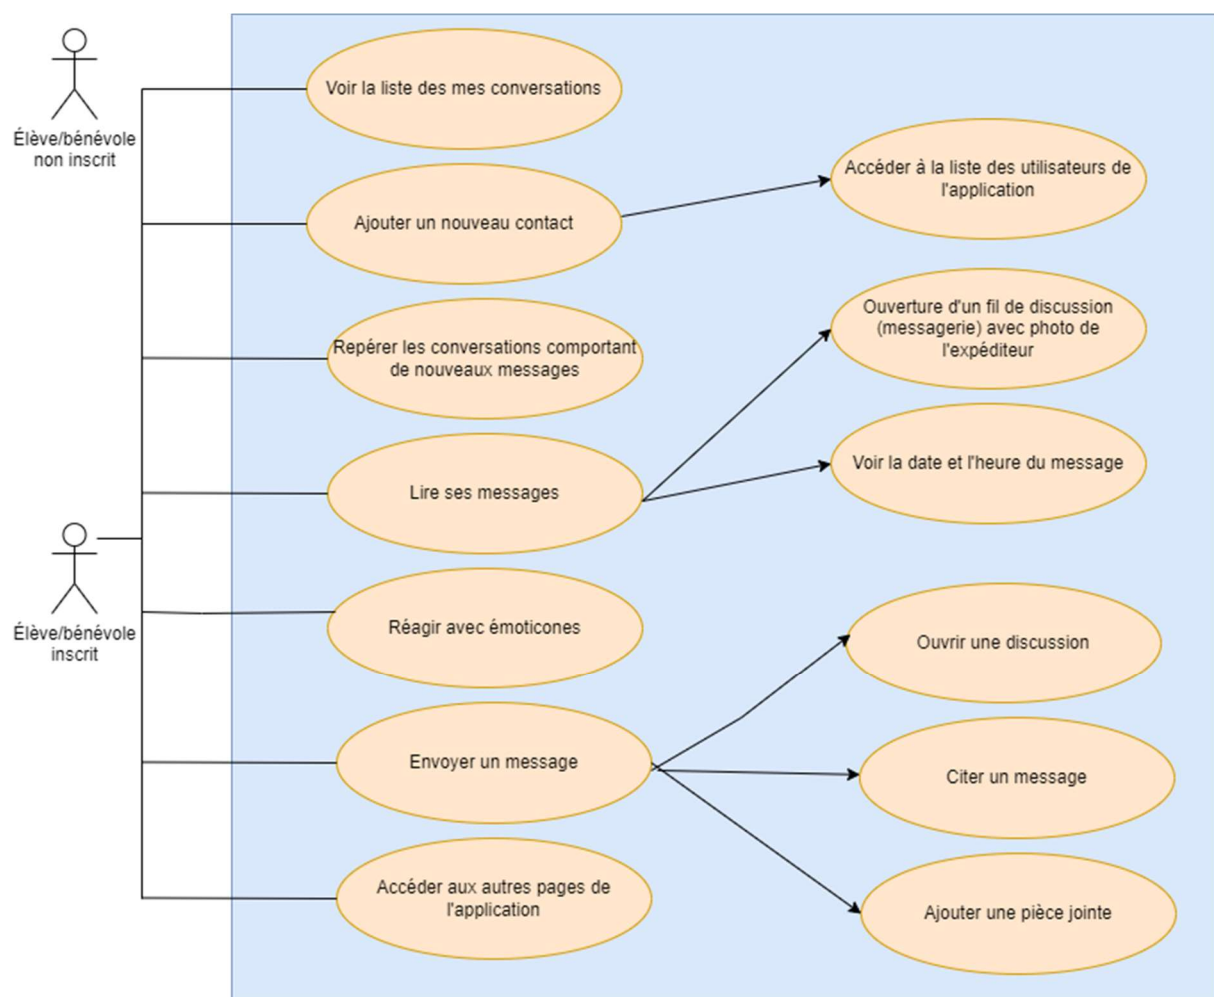 Élève/bénévole
non inscrit
Voir la liste des mes conversations
Accéder à la liste des utilisateurs de
l'application
Ajouter un nouveau contact
Ouverture d'un fil de discussion
(messagerie) avec photo de
l'expéditeur
Repérer les conversations comportant
de nouveaux messages
Voir la date et l'heure du message
Lire ses messages
Élève/bénévole
inscrit
Réagir avec émoticones
Ouvrir une discussion
Envoyer un message
Citer un message
Accéder aux autres pages de
l'application
Ajouter une pièce jointe